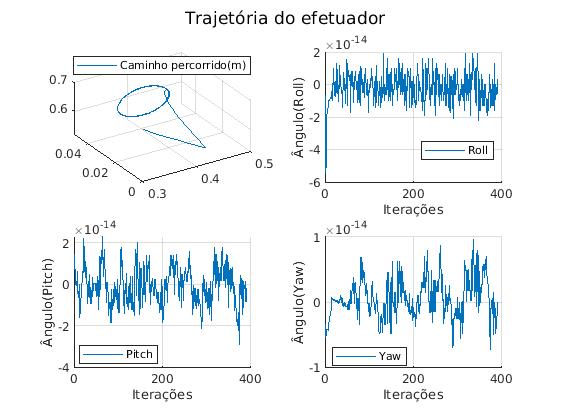 Trajetória do efetuador
Caminho percorrido(m)
0.7
0.6
0.04
0.02
0
0.3
0.4
0.5
×10-14
2
0
-2
-4
-6
Ângulo(Roll)
Roll
0
200
400
Iterações
×10-14
2
0
-2
-4
Ângulo(Pitch)
Pitch
0
200
400
Iterações
×10-14
1
0
-1
Ângulo(Yaw)
Yaw
0
200
400
Iterações